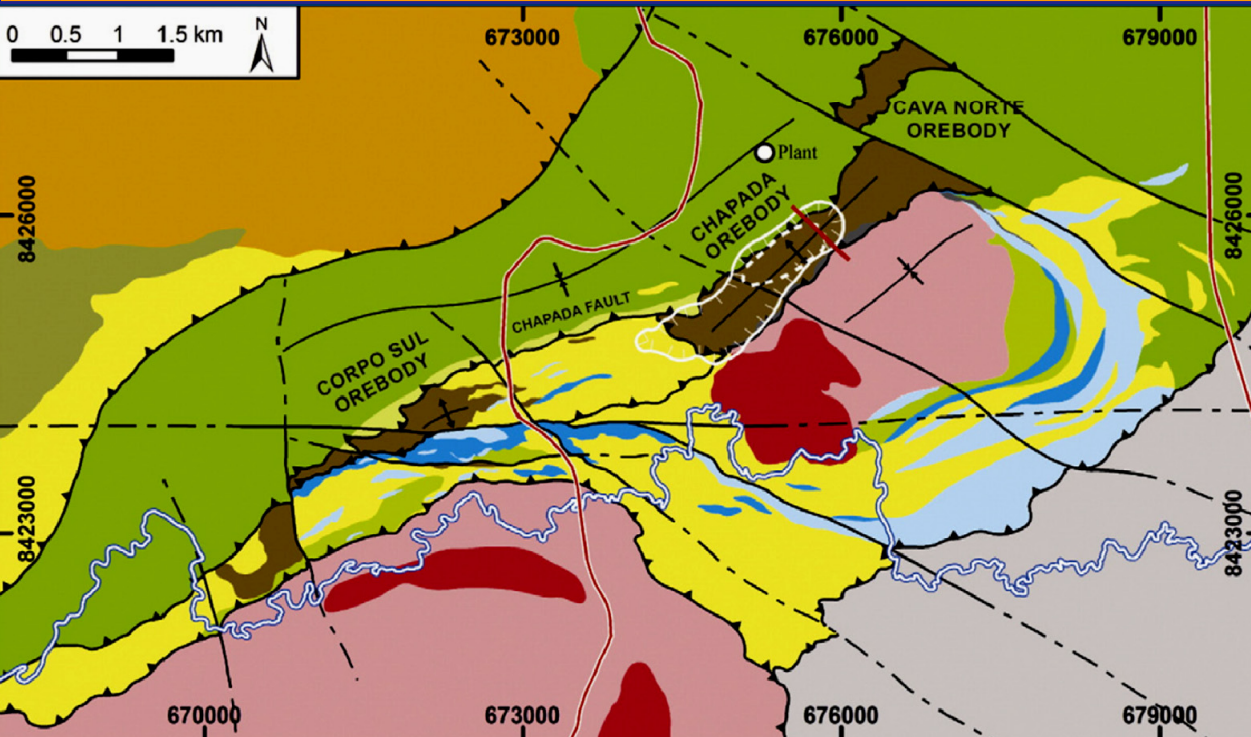 0 0.5 1 1.5 km
N
673000
676000
679000
CAVA NORTE
OREBODY
Plant
CHAPADA
OREBODY
8426000
8426000
CHAPADA FAULT
CORPO SUL
OREBODY
8423000
8423000
670000
673000
676000
679000